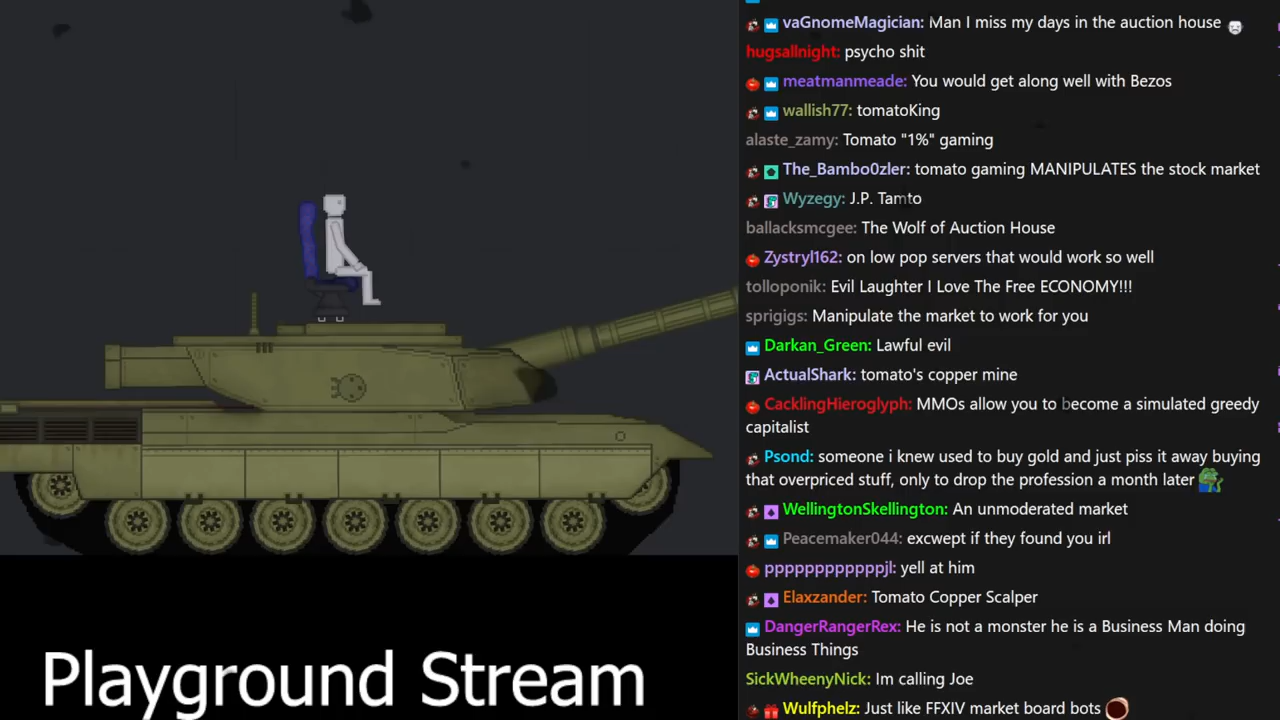 vaGnomeMagician: Man I miss my days in the auction house
hugsallnight: psycho shit
meatmanmeade: You would get along well with Bezos
wallish77: tomatoKing
alaste_zamy: Tomato "1%" gaming
The_Bambo0zler: tomato gaming MANIPULATES the stock market
Wyzegy: J.P. Tamto
ballacksmcgee: The Wolf of Auction House
Zystryl162: on low pop servers that would work so well
tolloponik: Evil Laughter I Love The Free ECONOMY!!!
sprigigs: Manipulate the market to work for you
Darkan_Green: Lawful evil
ActualShark: tomato's copper mine
CacklingHieroglyph: MMOs allow you to become a simulated greedy
capitalist
Psond: someone i knew used to buy gold and just piss it away buying
that overpriced stuff, only to drop the profession a month later
WellingtonSkellington: An unmoderated market
Peacemaker044: excwept if they found you irl
ppppppppppppjl: yell at him
Elaxzander: Tomato Copper Scalper
DangerRangerRex: He is not a monster he is a Business Man doing
Business Things
SickWheenyNick: Im calling Joe
Wulfphelz: Just like FFXIV market board bots
Playground Stream